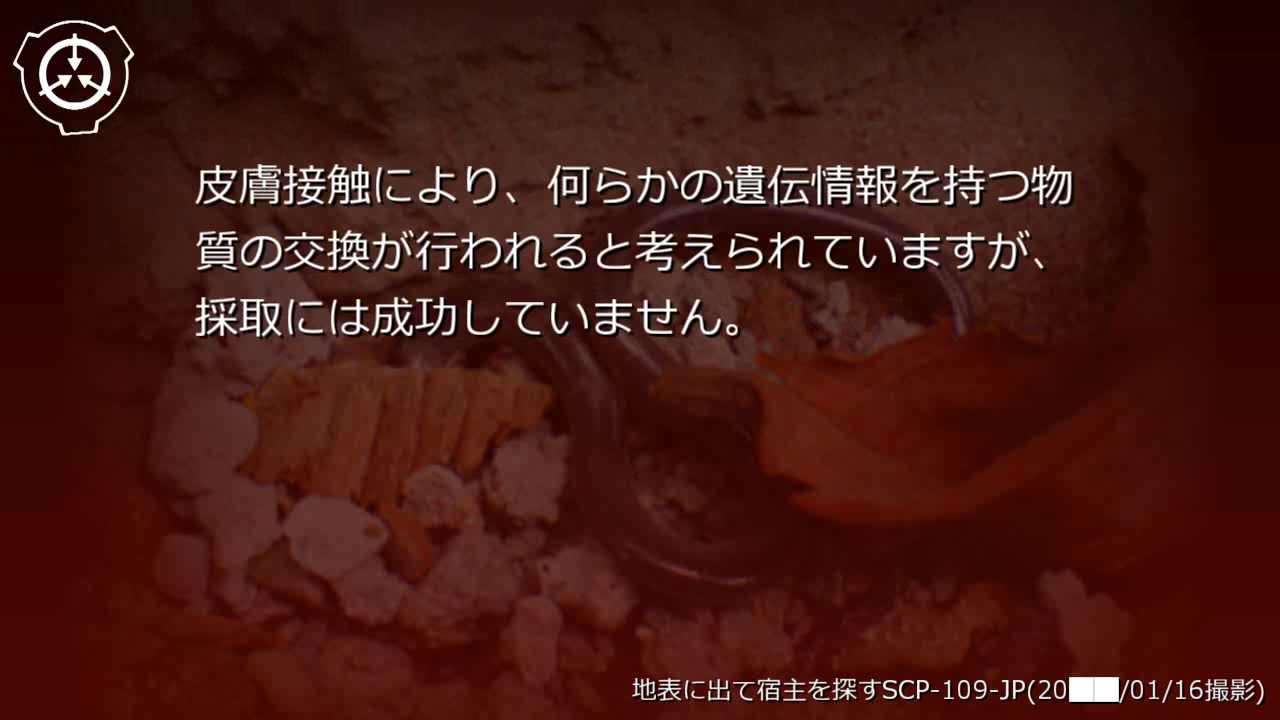 皮膚接触により、何らかの遺伝情報を持つ物
質の交換が行われると考えられていますが、
採取には成功していません。
地表に出て宿主を探すSCP-109-JP(20██/01/16撮影)